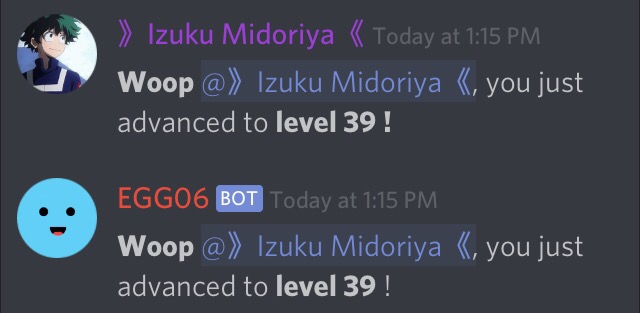 》 Izuku Midoriya 《 Today at 1:15 PM
Woop @》 Izuku Midoriya 《, you just
advanced to level 39 !
EGG06 BOT Today at 1:15 PM
Woop @》 Izuku Midoriya 《, you just
advanced to level 39 !